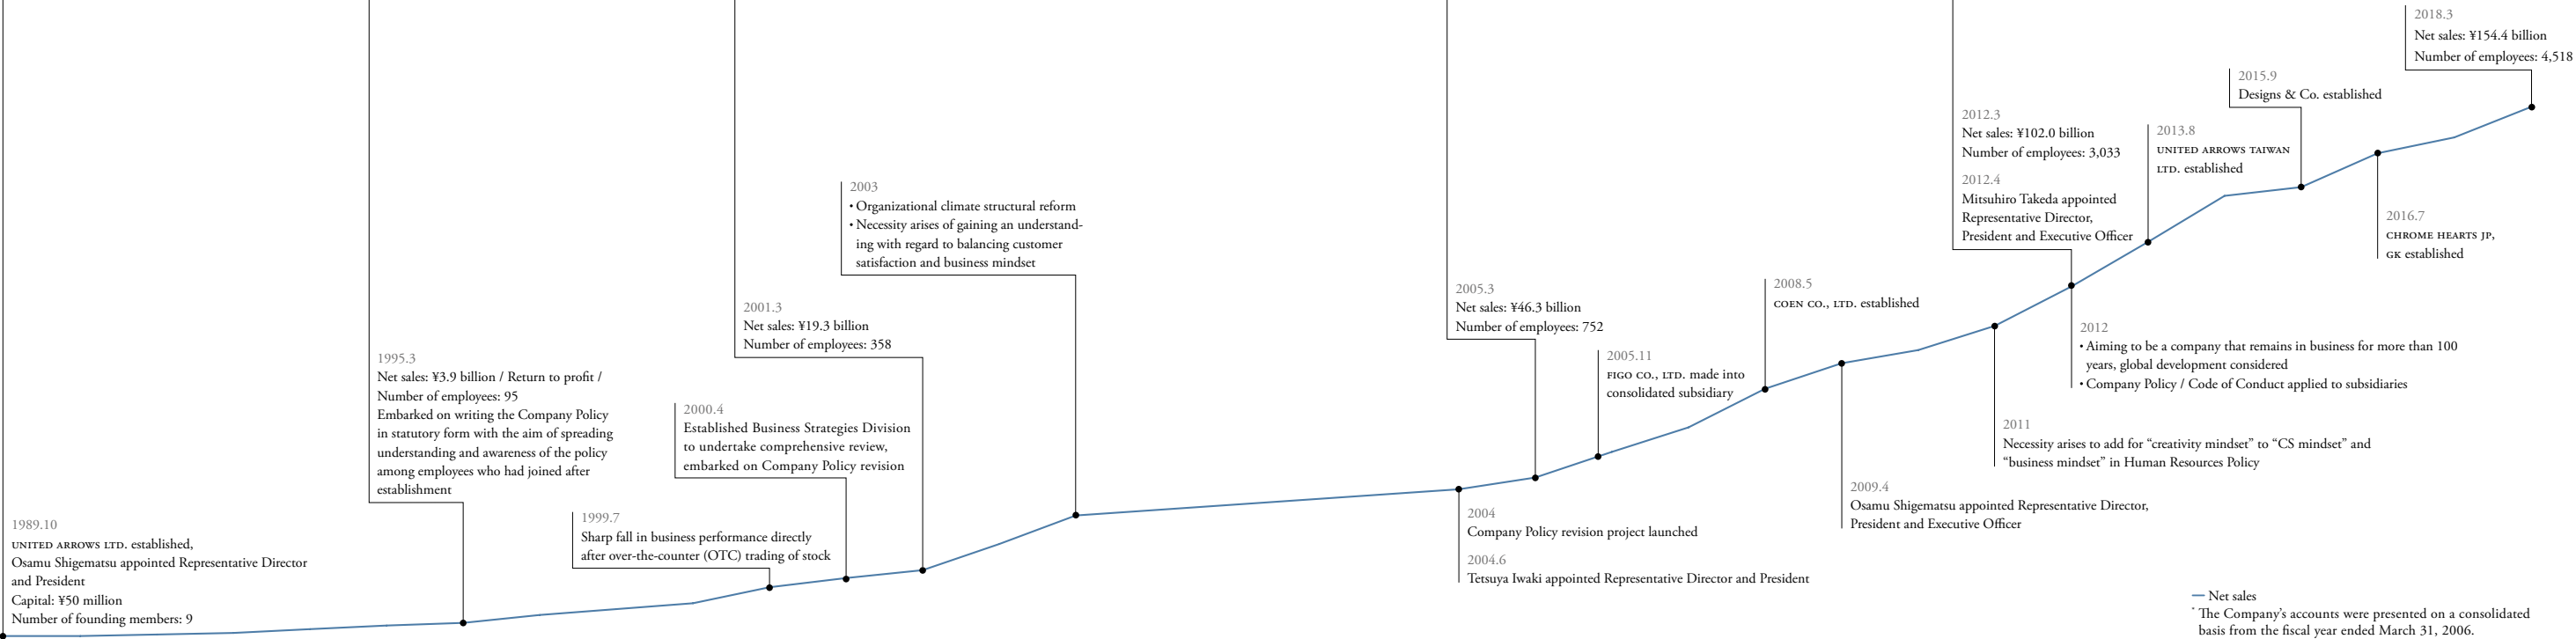 1989.10
UNITED ARROWS LTD. established,
Osamu Shigematsu appointed Representative Director
and President
Capital: ¥50 million
Number of founding members: 9
1995.3
Net sales: ¥3.9 billion / Return to profit /
Number of employees: 95
Embarked on writing the Company Policy
in statutory form with the aim of spreading
understanding and awareness of the policy
among employees who had joined after
establishment
1999.7
Sharp fall in business performance directly
after over-the-counter (OTC) trading of stock
2000.4
Established Business Strategies Division
to undertake comprehensive review,
embarked on Company Policy revision
2001.3
Net sales: ¥19.3 billion
Number of employees: 358
2003
• Organizational climate structural reform
• Necessity arises of gaining an understand-
ing with regard to balancing customer
satisfaction and business mindset
2004
Company Policy revision project launched
2004.6
Tetsuya Iwaki appointed Representative Director and President
2005.3
Net sales: ¥46.3 billion
Number of employees: 752
2005.11
FIGO CO., LTD. made into
consolidated subsidiary
2008.5
COEN CO., LTD. established
2009.4
Osamu Shigematsu appointed Representative Director,
President and Executive Officer
2011
Necessity arises to add for “creativity mindset” to “CS mindset” and
“business mindset” in Human Resources Policy
2012.3
Net sales: ¥102.0 billion
Number of employees: 3,033
2012.4
Mitsuhiro Takeda appointed
Representative Director,
President and Executive Officer
2012
• Aiming to be a company that remains in business for more than 100
years, global development considered
• Company Policy / Code of Conduct applied to subsidiaries
2013.8
UNITED ARROWS TAIWAN
LTD. established
2015.9
Designs & Co. established
2016.7
CHROME HEARTS JP,
GK established
2018.3
Net sales: ¥154.4 billion
Number of employees: 4,518
Net sales
* The Company’s accounts were presented on a consolidated
basis from the fiscal year ended March 31, 2006.